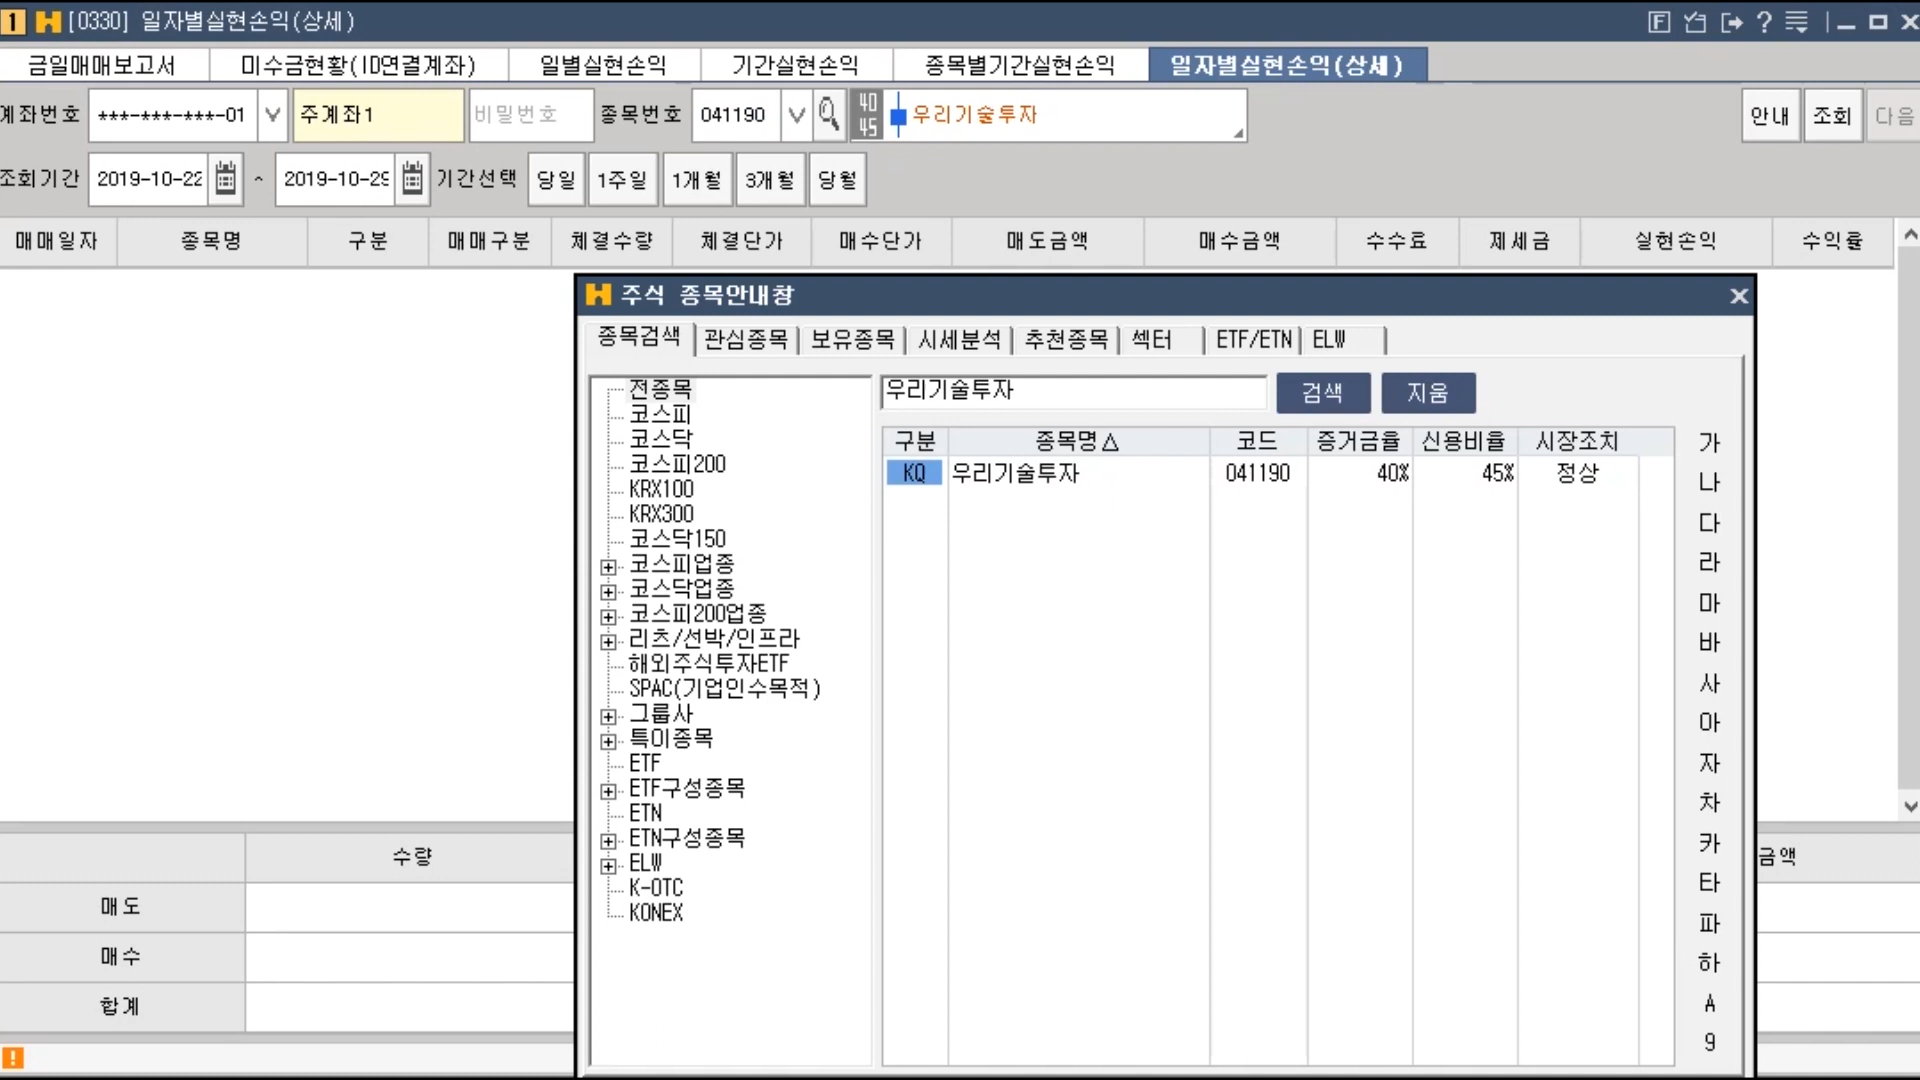 1 H [0330] 일자별실현손익(상세) F ?
금일매매보고서 미수금현황(ID연결계좌) 일별실현손익 기간실현손익 종목별기간실현손익 일자별실현손익(상세)
계좌번호 ***-***-***-01 주계좌1 비밀번호 종목번호 041190 40 45 우리기술투자 안내 조회 다음
조회기간 2019-10-22 ~ 2019-10-29 기간선택 당일 1주일 1개월 3개월 당월
매매일자 종목명 구분 매매구분 체결수량 체결단가 매수단가 매도금액 매수금액 수수료 제세금 실현손익 수익률
H 주식 종목안내창
종목검색 관심종목 보유종목 시세분석 추천종목 섹터 ETF/ETN ELW
우리기술투자 검색 지움
구분 종목명△ 코드 증거금율 신용비율 시장조치
KQ 우리기술투자 041190 40% 45% 정상
전종목
코스피
코스닥
코스피200
KRX100
KRX300
코스닥150
코스피업종
코스닥업종
코스피200업종
리츠/선박/인프라
해외주식투자ETF
SPAC(기업인수목적)
그룹사
특이종목
ETF
ETF구성종목
ETN
ETN구성종목
ELW
K-OTC
KONEX
가
나
다
라
마
바
사
아
자
차
카
타
파
하
A
9
수량 금액
매도
매수
합계